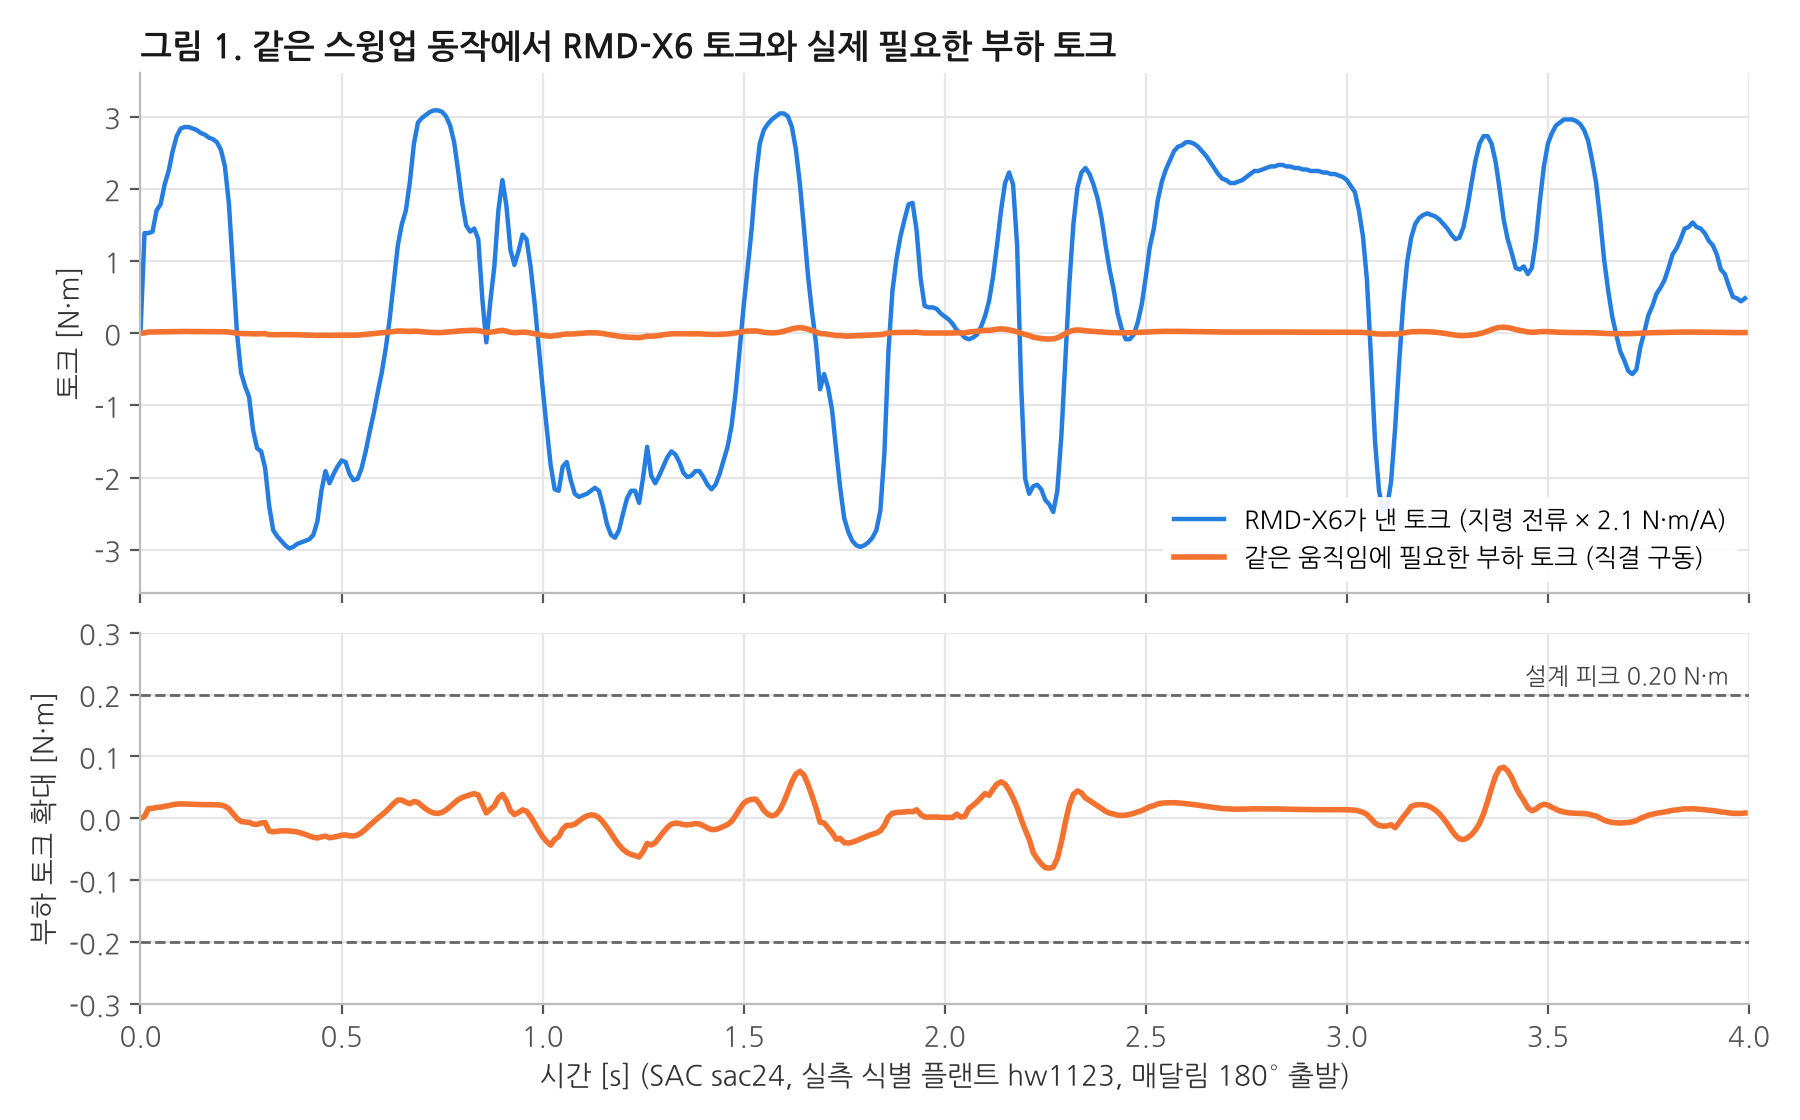 그림 1. 같은 스윙업 동작에서 RMD-X6 토크와 실제 필요한 부하 토크
토크 [N·m]
3
2
1
0
-1
-2
-3
RMD-X6가 낸 토크 (지령 전류 × 2.1 N·m/A)
같은 움직임에 필요한 부하 토크 (직결 구동)
부하 토크 확대 [N·m]
0.3
0.2
0.1
0.0
-0.1
-0.2
-0.3
설계 피크 0.20 N·m
0.0 0.5 1.0 1.5 2.0 2.5 3.0 3.5 4.0
시간 [s] (SAC sac24, 실측 식별 플랜트 hw1123, 매달림 180° 출발)